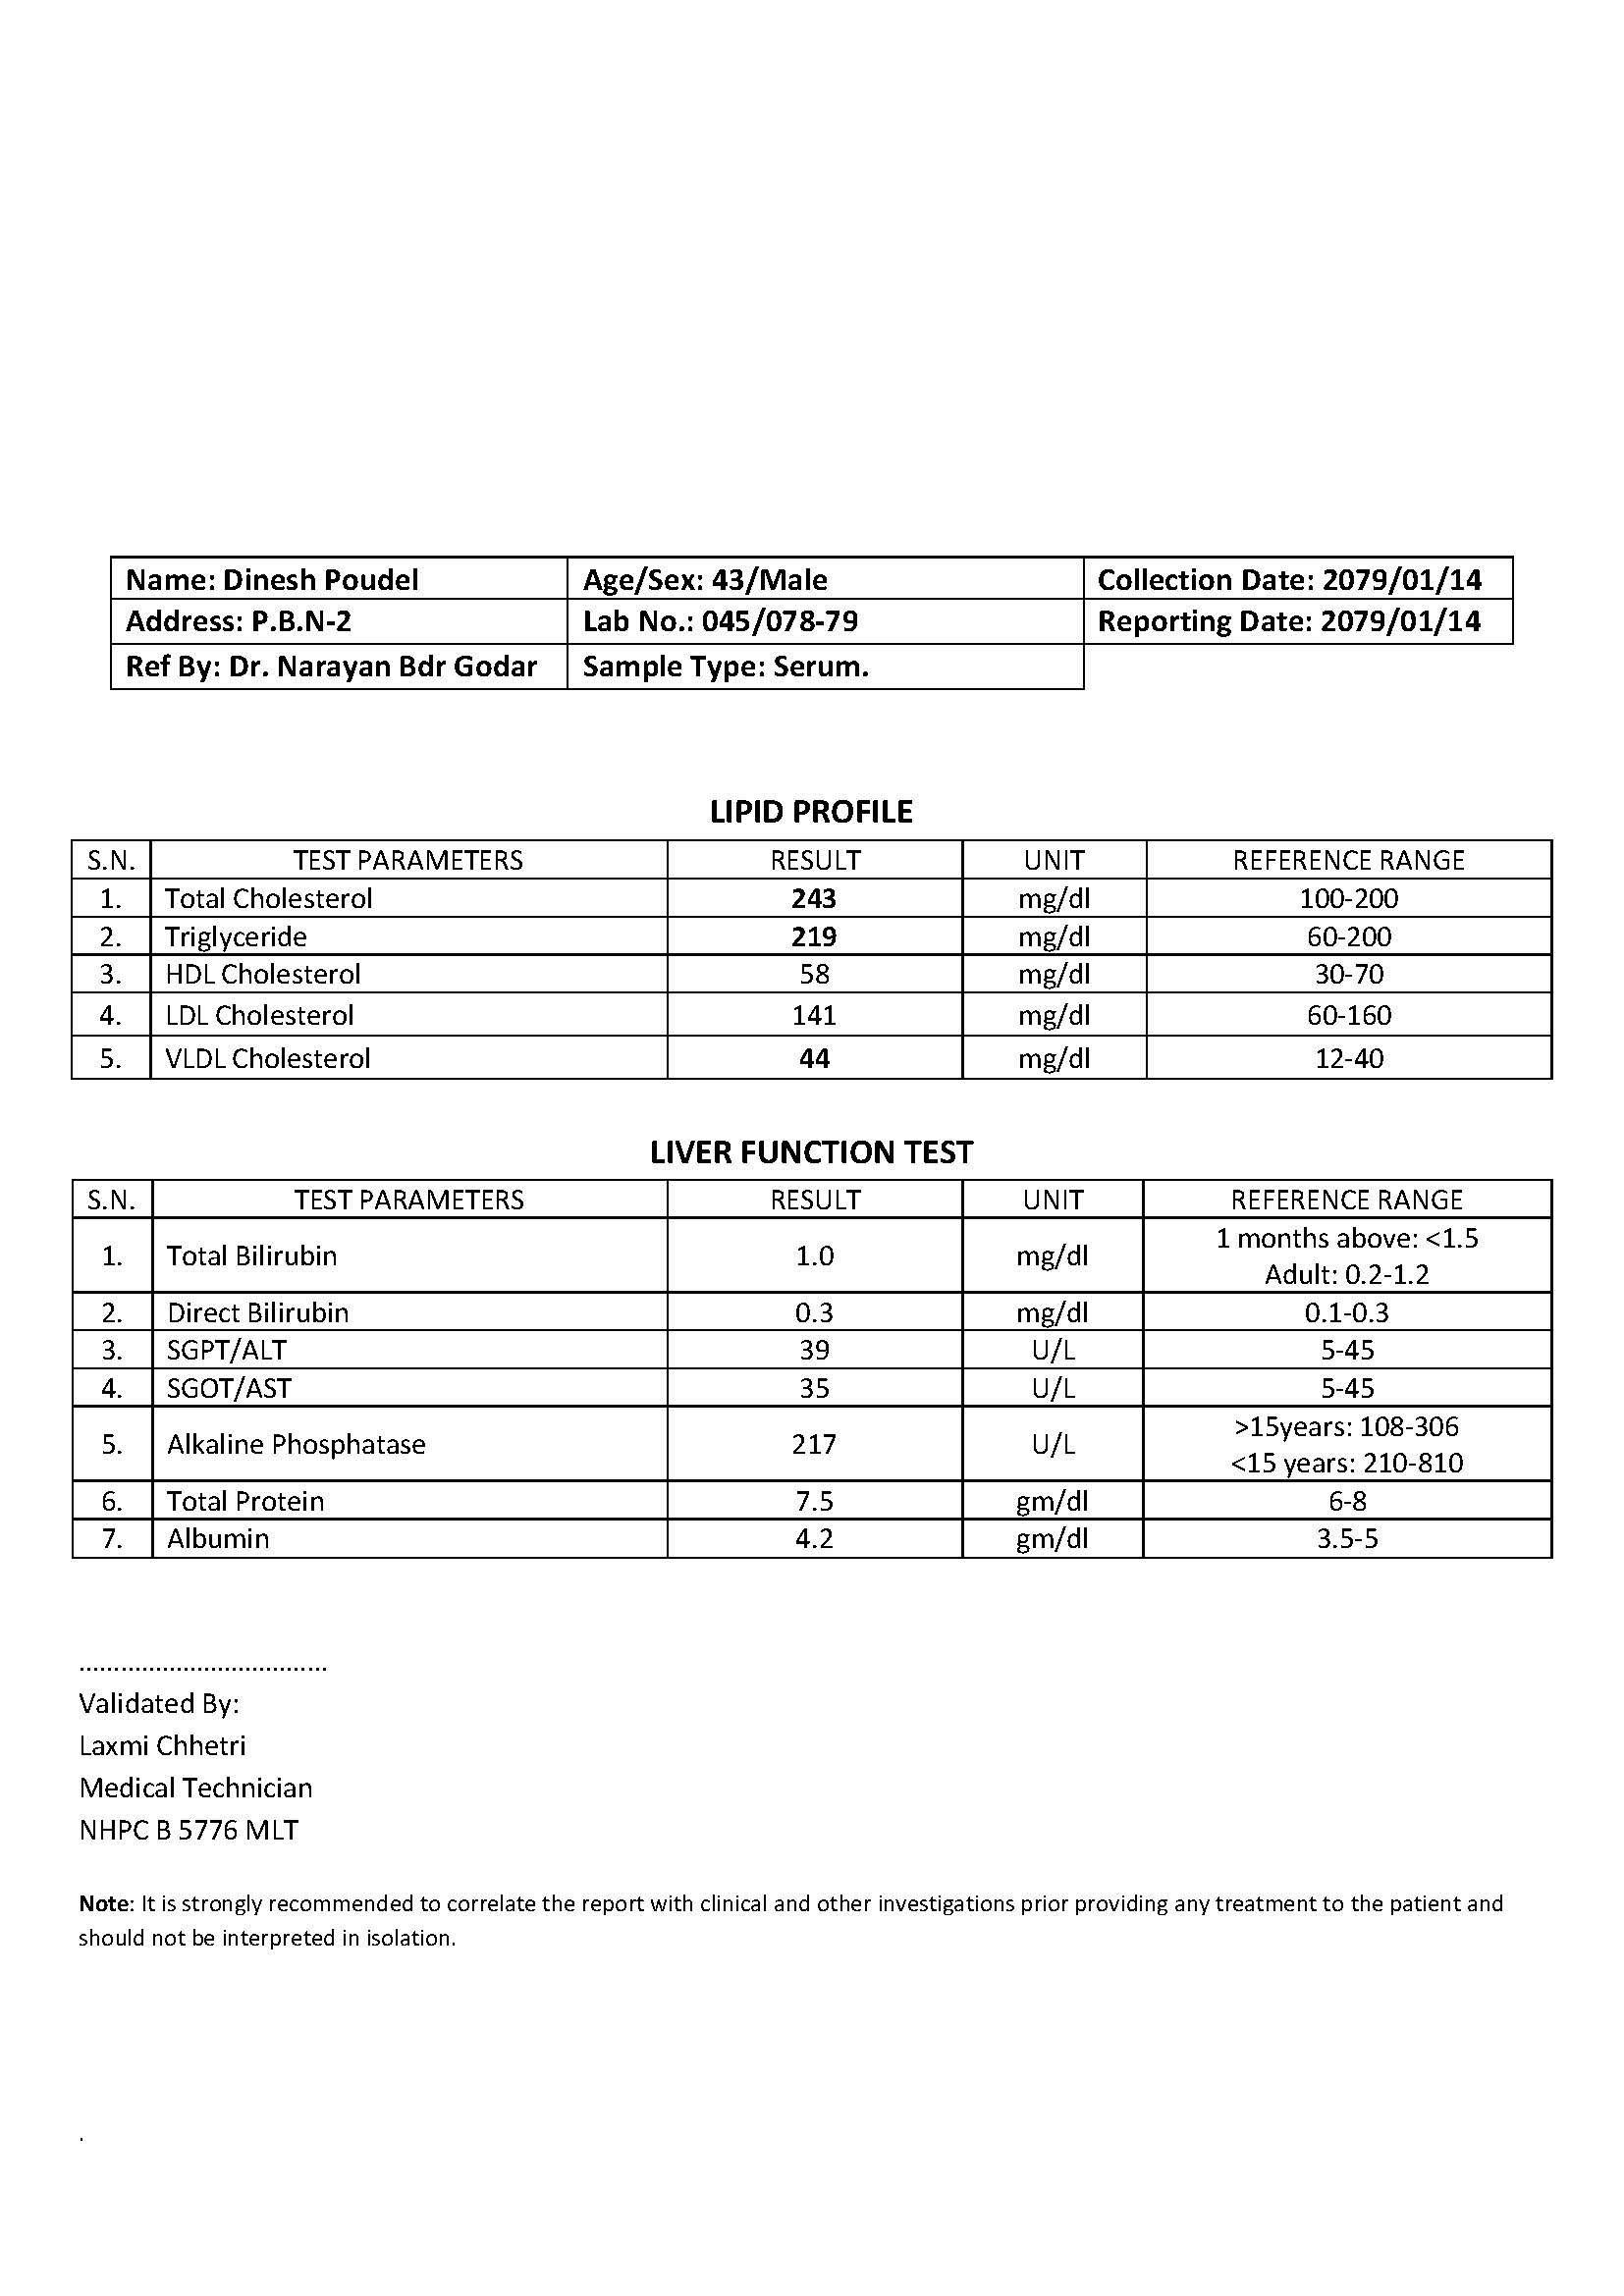 Name: Dinesh Poudel Age/Sex: 43/Male Collection Date: 2079/01/14
Address: P.B.N-2 Lab No.: 045/078-79 Reporting Date: 2079/01/14
Ref By: Dr. Narayan Bdr Godar Sample Type: Serum.
LIPID PROFILE
S.N. TEST PARAMETERS RESULT UNIT REFERENCE RANGE
1. Total Cholesterol 243 mg/dl 100-200
2. Triglyceride 219 mg/dl 60-200
3. HDL Cholesterol 58 mg/dl 30-70
4. LDL Cholesterol 141 mg/dl 60-160
5. VLDL Cholesterol 44 mg/dl 12-40
LIVER FUNCTION TEST
S.N. TEST PARAMETERS RESULT UNIT REFERENCE RANGE
1. Total Bilirubin 1.0 mg/dl 1 months above: <1.5
Adult: 0.2-1.2
2. Direct Bilirubin 0.3 mg/dl 0.1-0.3
3. SGPT/ALT 39 U/L 5-45
4. SGOT/AST 35 U/L 5-45
5. Alkaline Phosphatase 217 U/L >15years: 108-306
<15 years: 210-810
6. Total Protein 7.5 gm/dl 6-8
7. Albumin 4.2 gm/dl 3.5-5
....................................
Validated By:
Laxmi Chhetri
Medical Technician
NHPC B 5776 MLT
Note: It is strongly recommended to correlate the report with clinical and other investigations prior providing any treatment to the patient and
should not be interpreted in isolation.
.